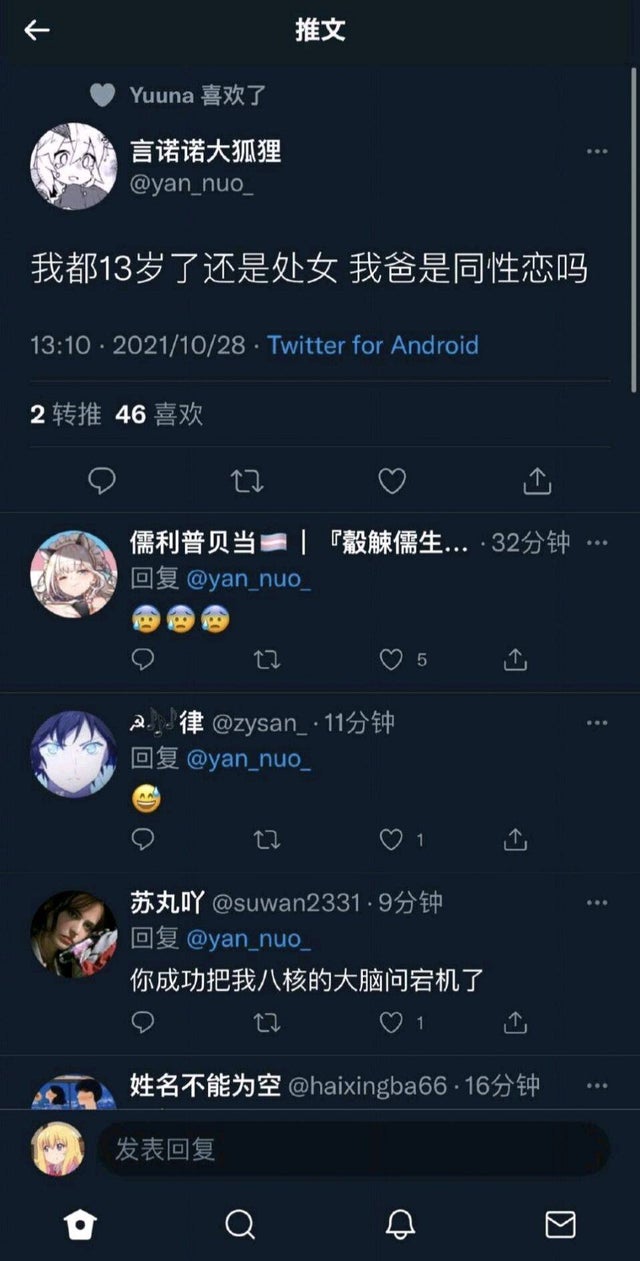 推文
Yuuna 喜欢了
言诺诺大狐狸
@yan_nuo_
我都13岁了还是处女 我爸是同性恋吗
13:10 · 2021/10/28 · Twitter for Android
2 转推 46 喜欢
儒利普贝当🏳️‍⚧️ | 『觳觫儒生... · 32分钟
回复 @yan_nuo_
😰😰😰
5
☭🎶律 @zysan_ · 11分钟
回复 @yan_nuo_
😅
1
苏丸吖 @suwan2331 · 9分钟
回复 @yan_nuo_
你成功把我八核的大脑问宕机了
1
姓名不能为空 @haixingba66 · 16分钟
发表回复